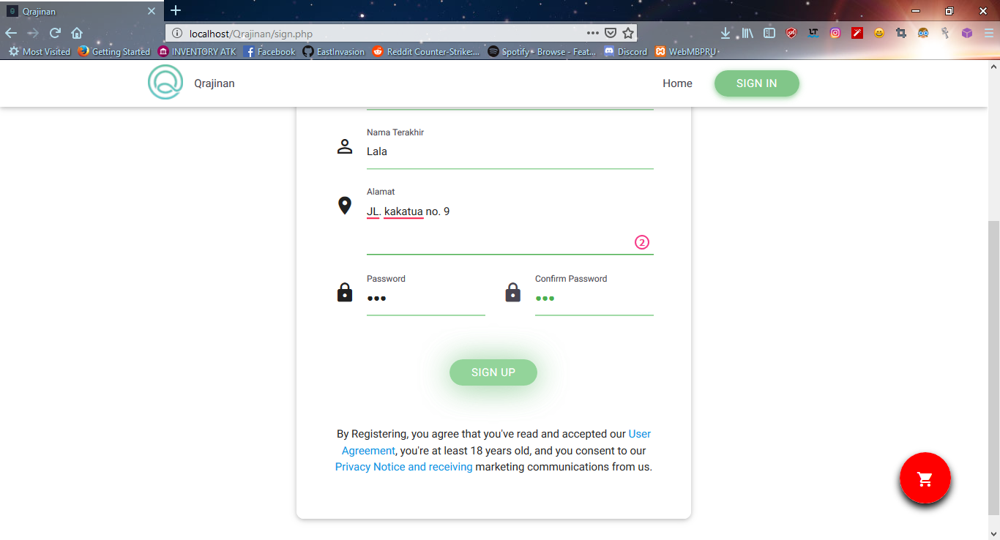 Qrajinan
localhost/Qrajinan/sign.php
Most Visited Getting Started INVENTORY ATK Facebook EastInvasion Reddit Counter-Strike:... Spotify - Browse - Feat... Discord WebMBPRU
Qrajinan Home SIGN IN
Nama Terakhir
Lala
Alamat
JL. kakatua no. 9
2
Password Confirm Password
SIGN UP
By Registering, you agree that you've read and accepted our User
Agreement, you're at least 18 years old, and you consent to our
Privacy Notice and receiving marketing communications from us.